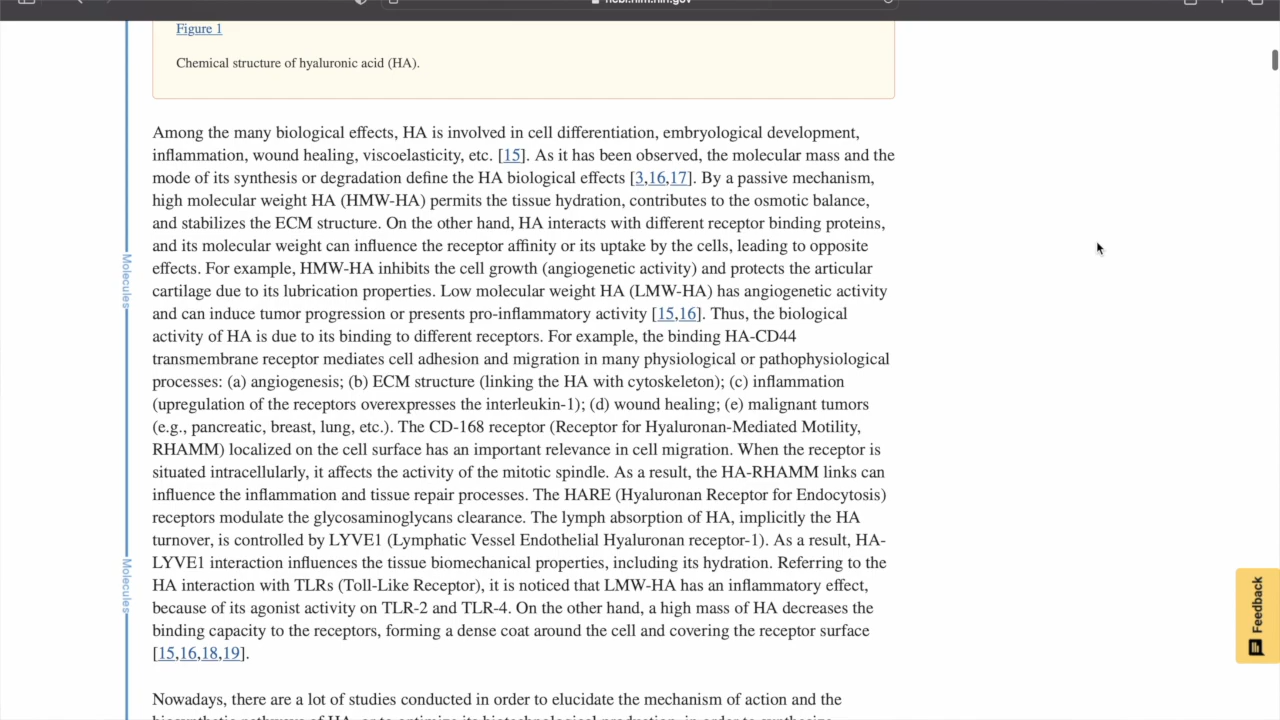 Figure 1
Chemical structure of hyaluronic acid (HA).
Among the many biological effects, HA is involved in cell differentiation, embryological development,
inflammation, wound healing, viscoelasticity, etc. [15]. As it has been observed, the molecular mass and the
mode of its synthesis or degradation define the HA biological effects [3,16,17]. By a passive mechanism,
high molecular weight HA (HMW-HA) permits the tissue hydration, contributes to the osmotic balance,
and stabilizes the ECM structure. On the other hand, HA interacts with different receptor binding proteins,
and its molecular weight can influence the receptor affinity or its uptake by the cells, leading to opposite
effects. For example, HMW-HA inhibits the cell growth (angiogenetic activity) and protects the articular
cartilage due to its lubrication properties. Low molecular weight HA (LMW-HA) has angiogenetic activity
and can induce tumor progression or presents pro-inflammatory activity [15,16]. Thus, the biological
activity of HA is due to its binding to different receptors. For example, the binding HA-CD44
transmembrane receptor mediates cell adhesion and migration in many physiological or pathophysiological
processes: (a) angiogenesis; (b) ECM structure (linking the HA with cytoskeleton); (c) inflammation
(upregulation of the receptors overexpresses the interleukin-1); (d) wound healing; (e) malignant tumors
(e.g., pancreatic, breast, lung, etc.). The CD-168 receptor (Receptor for Hyaluronan-Mediated Motility,
RHAMM) localized on the cell surface has an important relevance in cell migration. When the receptor is
situated intracellularly, it affects the activity of the mitotic spindle. As a result, the HA-RHAMM links can
influence the inflammation and tissue repair processes. The HARE (Hyaluronan Receptor for Endocytosis)
receptors modulate the glycosaminoglycans clearance. The lymph absorption of HA, implicitly the HA
turnover, is controlled by LYVE1 (Lymphatic Vessel Endothelial Hyaluronan receptor-1). As a result, HA-
LYVE1 interaction influences the tissue biomechanical properties, including its hydration. Referring to the
HA interaction with TLRs (Toll-Like Receptor), it is noticed that LMW-HA has an inflammatory effect,
because of its agonist activity on TLR-2 and TLR-4. On the other hand, a high mass of HA decreases the
binding capacity to the receptors, forming a dense coat around the cell and covering the receptor surface
[15,16,18,19].
Nowadays, there are a lot of studies conducted in order to elucidate the mechanism of action and the
Molecules
Molecules
Feedback